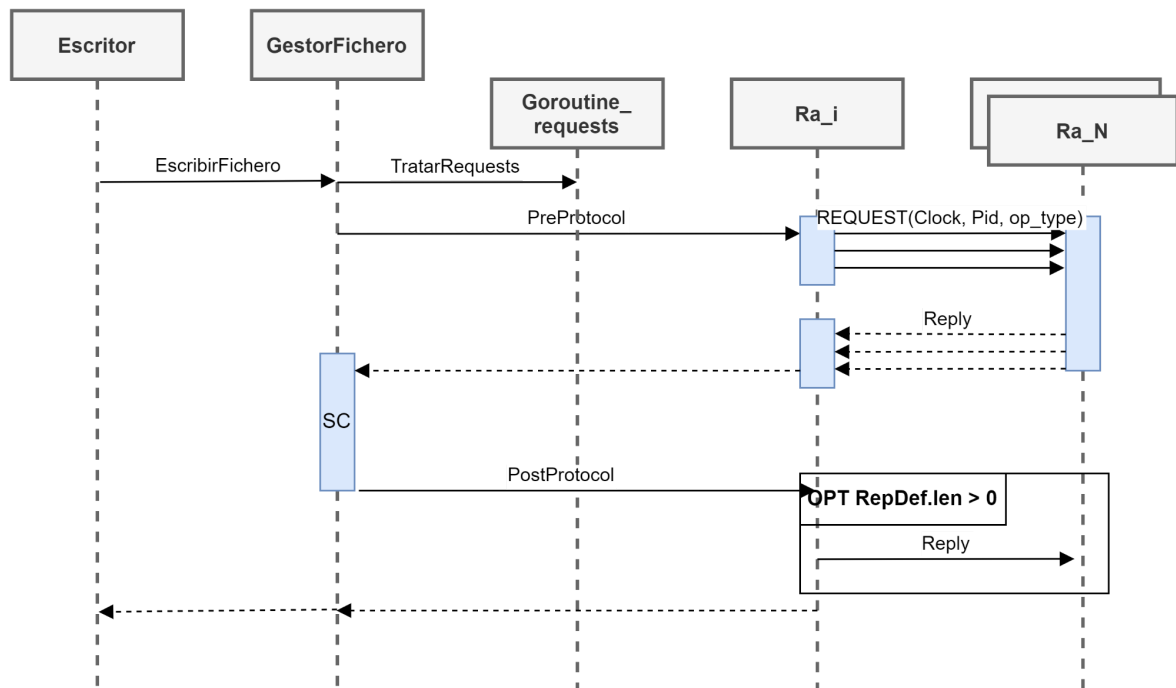 Escritor
GestorFichero
Goroutine_
requests
Ra_i
Ra_N
EscribirFichero
TratarRequests
PreProtocol
REQUEST(Clock, Pid, op_type)
Reply
SC
PostProtocol
OPT RepDef.len > 0
Reply